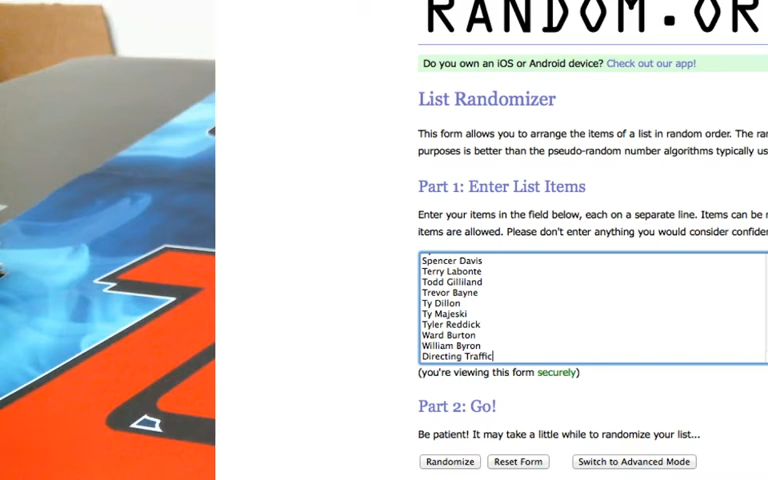 RANDOM.OR
Do you own an iOS or Android device? Check out our app!
List Randomizer
This form allows you to arrange the items of a list in random order. The
purposes is better than the pseudo-random number algorithms typically
Part 1: Enter List Items
Enter your items in the field below, each on a separate line. Items can be
items are allowed. Please don't enter anything you would consider
Spencer Davis
Terry Labonte
Todd Gilliland
Trevor Bayne
Ty Dillon
Ty Majeski
Tyler Reddick
Ward Burton
William Byron
Directing Traffic
(you're viewing this form securely)
Part 2: Go!
Be patient! It may take a little while to randomize your list...
Randomize Reset Form Switch to Advanced Mode